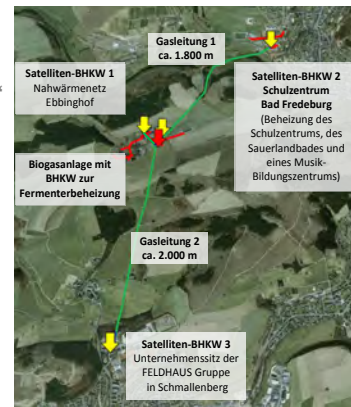 Gasleitung 1
ca. 1.800 m
Satelliten-BHKW 1
Nahwärmenetz
Ebbinghof
Satelliten-BHKW 2
Schulzentrum
Bad Fredeburg
(Beheizung des
Schulzentrums, des
Sauerlandbades und
eines Musik-
Bildungszentrums)
Biogasanlage mit
BHKW zur
Fermenterbeheizung
Gasleitung 2
ca. 2.000 m
Satelliten-BHKW 3
Unternehmenssitz der
FELDHAUS Gruppe
in Schmallenberg